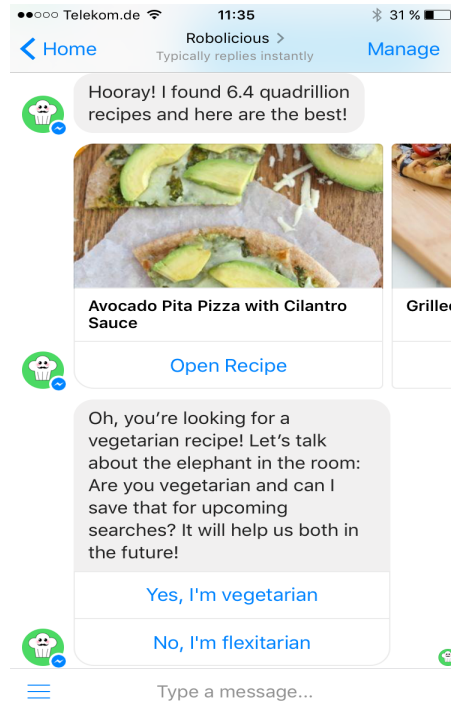 Telekom.de 11:35 31 %
Home Robolicious > Manage
Typically replies instantly
Hooray! I found 6.4 quadrillion
recipes and here are the best!
Avocado Pita Pizza with Cilantro
Sauce
Grille
Open Recipe
Oh, you’re looking for a
vegetarian recipe! Let’s talk
about the elephant in the room:
Are you vegetarian and can I
save that for upcoming
searches? It will help us both in
the future!
Yes, I'm vegetarian
No, I'm flexitarian
Type a message...